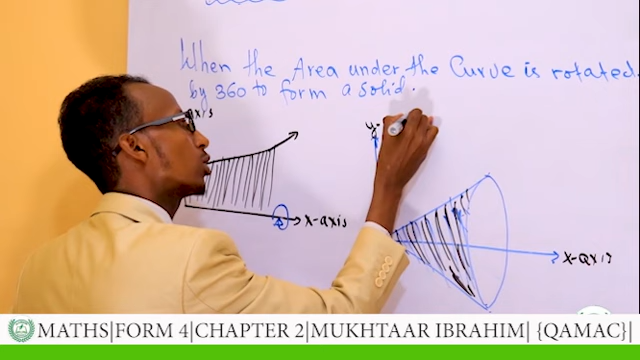 When the Area under the Curve is rotated
by 360 to form a solid.
axis
y-
x-axis
x-axis
MATHS|FORM 4|CHAPTER 2|MUKHTAAR IBRAHIM| {QAMAC}|